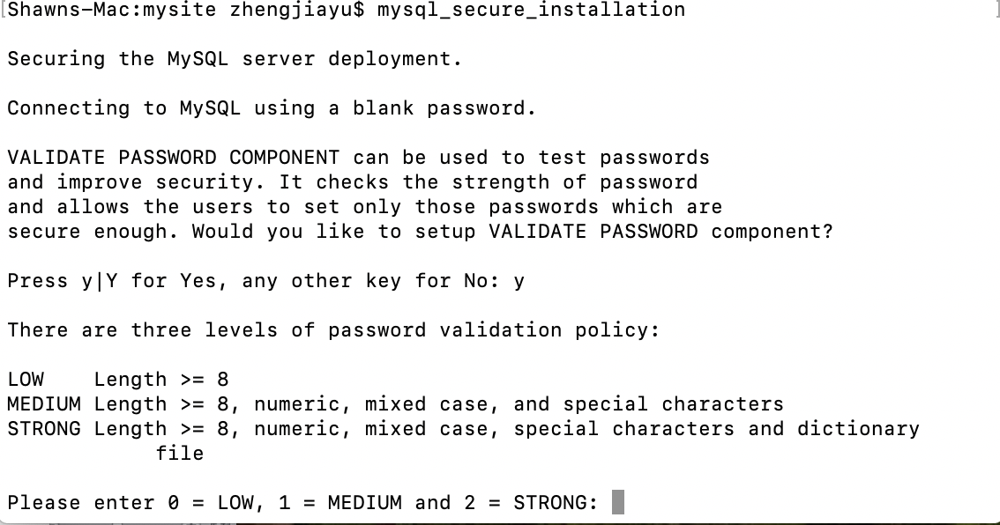 [Shawns-Mac:mysite zhengjiayu$ mysql_secure_installation ]
Securing the MySQL server deployment.
Connecting to MySQL using a blank password.
VALIDATE PASSWORD COMPONENT can be used to test passwords
and improve security. It checks the strength of password
and allows the users to set only those passwords which are
secure enough. Would you like to setup VALIDATE PASSWORD component?
Press y|Y for Yes, any other key for No: y
There are three levels of password validation policy:
LOW    Length >= 8
MEDIUM Length >= 8, numeric, mixed case, and special characters
STRONG Length >= 8, numeric, mixed case, special characters and dictionary
            file
Please enter 0 = LOW, 1 = MEDIUM and 2 = STRONG: